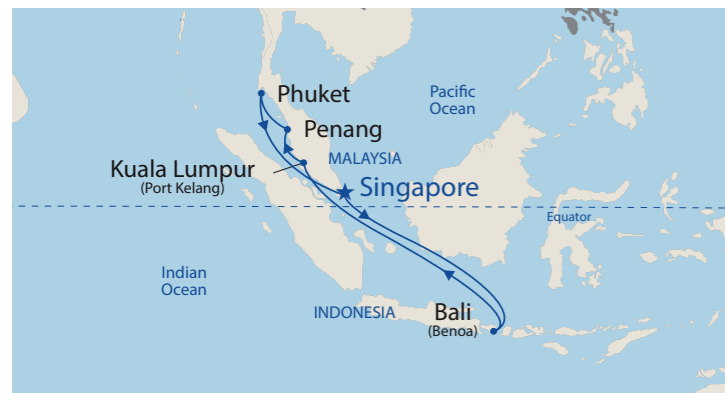 Phuket
Pacific
Ocean
Penang
MALAYSIA
Kuala Lumpur
(Port Kelang)
Singapore
Equator
Indian
Ocean
INDONESIA
Bali
(Benoa)